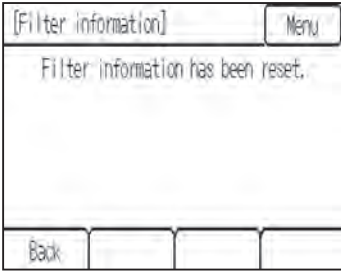 [Filter information] Menu
Filter information has been reset.
Back